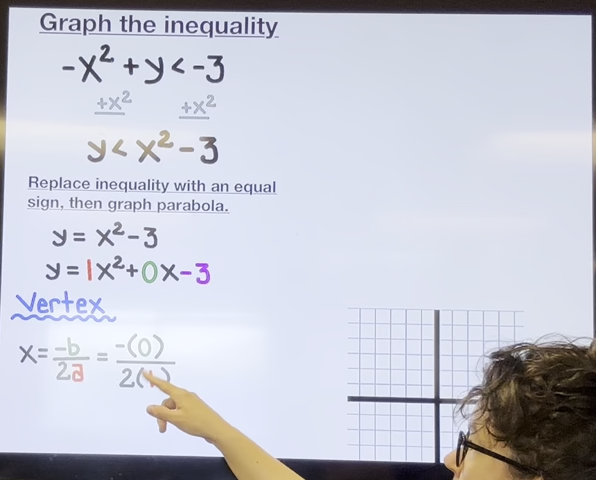 Graph the inequality
-x² + y < -3
+x² +x²
y < x² - 3
Replace inequality with an equal
sign, then graph parabola.
y = x² - 3
y = 1x² + 0x - 3
Vertex
x = -b/2a = -(0)/2(1)